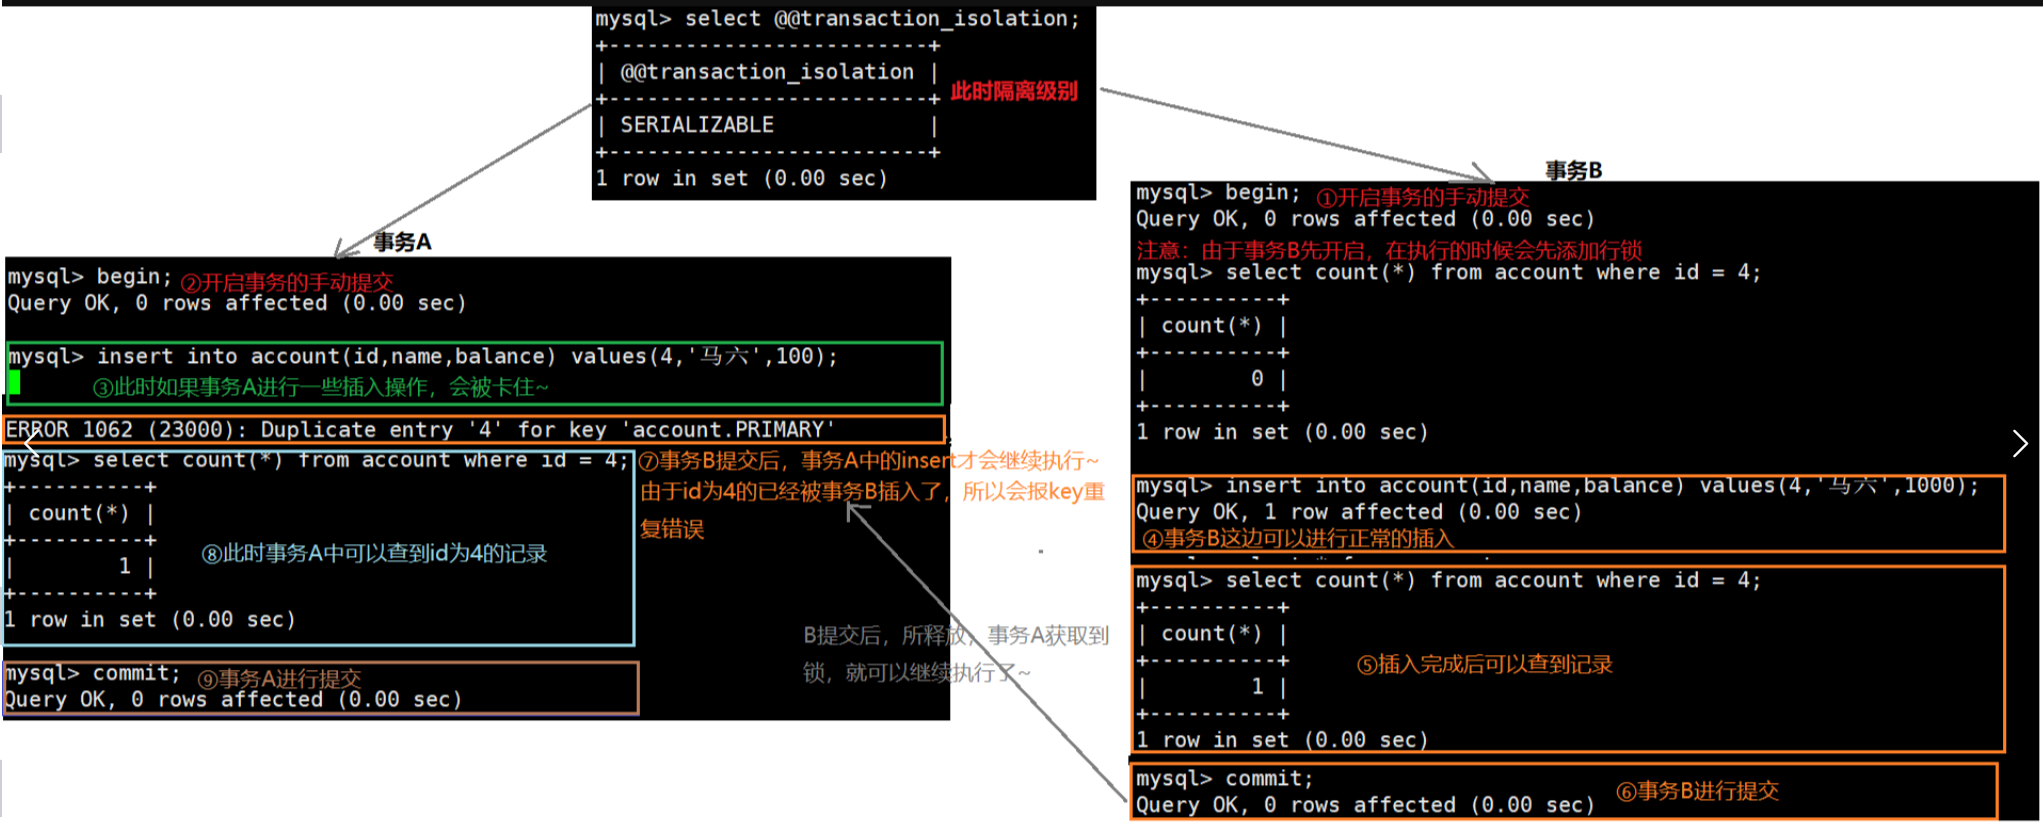 mysql> select @@transaction_isolation;
+-------------------------+
| @@transaction_isolation |
+-------------------------+
| SERIALIZABLE            |
+-------------------------+
1 row in set (0.00 sec)
此时隔离级别
事务A
mysql> begin; ②开启事务的手动提交
Query OK, 0 rows affected (0.00 sec)
mysql> insert into account(id,name,balance) values(4,'马六',100);
③此时如果事务A进行一些插入操作，会被卡住~
ERROR 1062 (23000): Duplicate entry '4' for key 'account.PRIMARY'
mysql> select count(*) from account where id = 4;
+----------+
| count(*) |
+----------+
|        1 |
+----------+
1 row in set (0.00 sec)
⑧此时事务A中可以查到id为4的记录
mysql> commit; ⑨事务A进行提交
Query OK, 0 rows affected (0.00 sec)
⑦事务B提交后，事务A中的insert才会继续执行~
由于id为4的已经被事务B插入了，所以会报key重
复错误
B提交后，所释放，事务A获取到
锁，就可以继续执行了~
事务B
mysql> begin; ①开启事务的手动提交
Query OK, 0 rows affected (0.00 sec)
注意：由于事务B先开启，在执行的时候会先添加行锁
mysql> select count(*) from account where id = 4;
+----------+
| count(*) |
+----------+
|        0 |
+----------+
1 row in set (0.00 sec)
mysql> insert into account(id,name,balance) values(4,'马六',1000);
Query OK, 1 row affected (0.00 sec)
④事务B这边可以进行正常的插入
mysql> select count(*) from account where id = 4;
+----------+
| count(*) |
+----------+
|        1 |
+----------+
1 row in set (0.00 sec)
⑤插入完成后可以查到记录
mysql> commit;
Query OK, 0 rows affected (0.00 sec)
⑥事务B进行提交